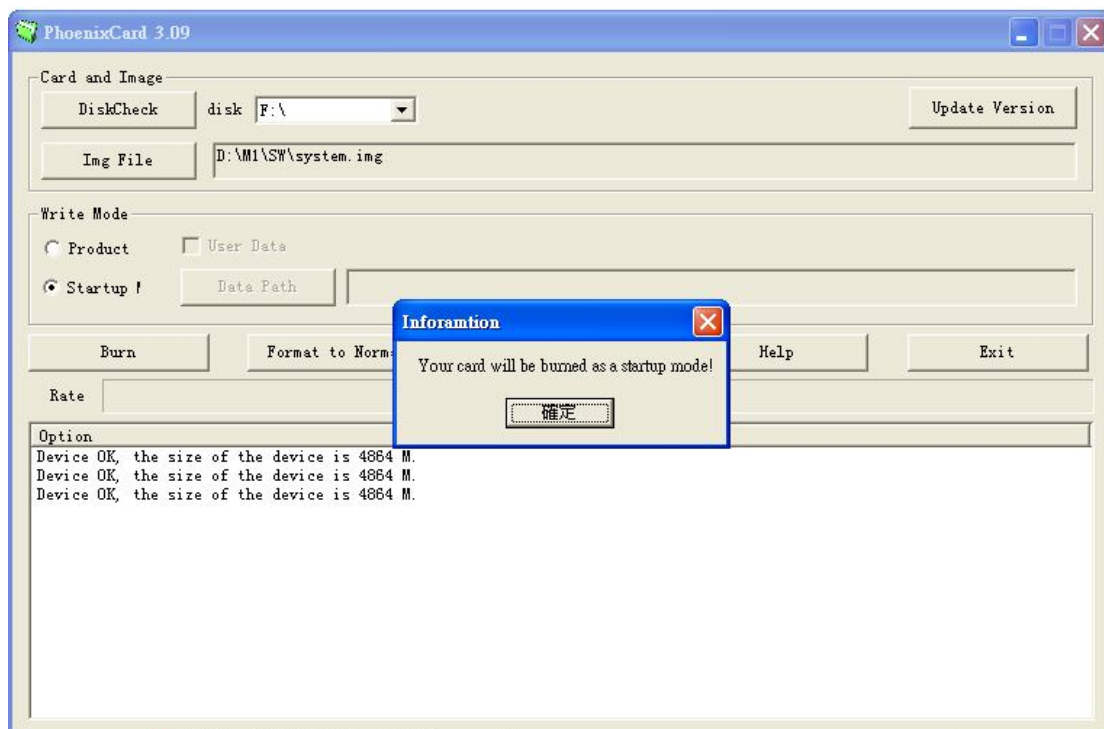 PhoenixCard 3.09
Card and Image
DiskCheck disk F:\ Update Version
Img File D:\M1\SW\system.img
Write Mode
Product User Data
Startup Data Path
Inforamtion
Your card will be burned as a startup mode!
確定
Burn Format to Help Exit
Rate
Option
Device OK, the size of the device is 4864 M.
Device OK, the size of the device is 4864 M.
Device OK, the size of the device is 4864 M.